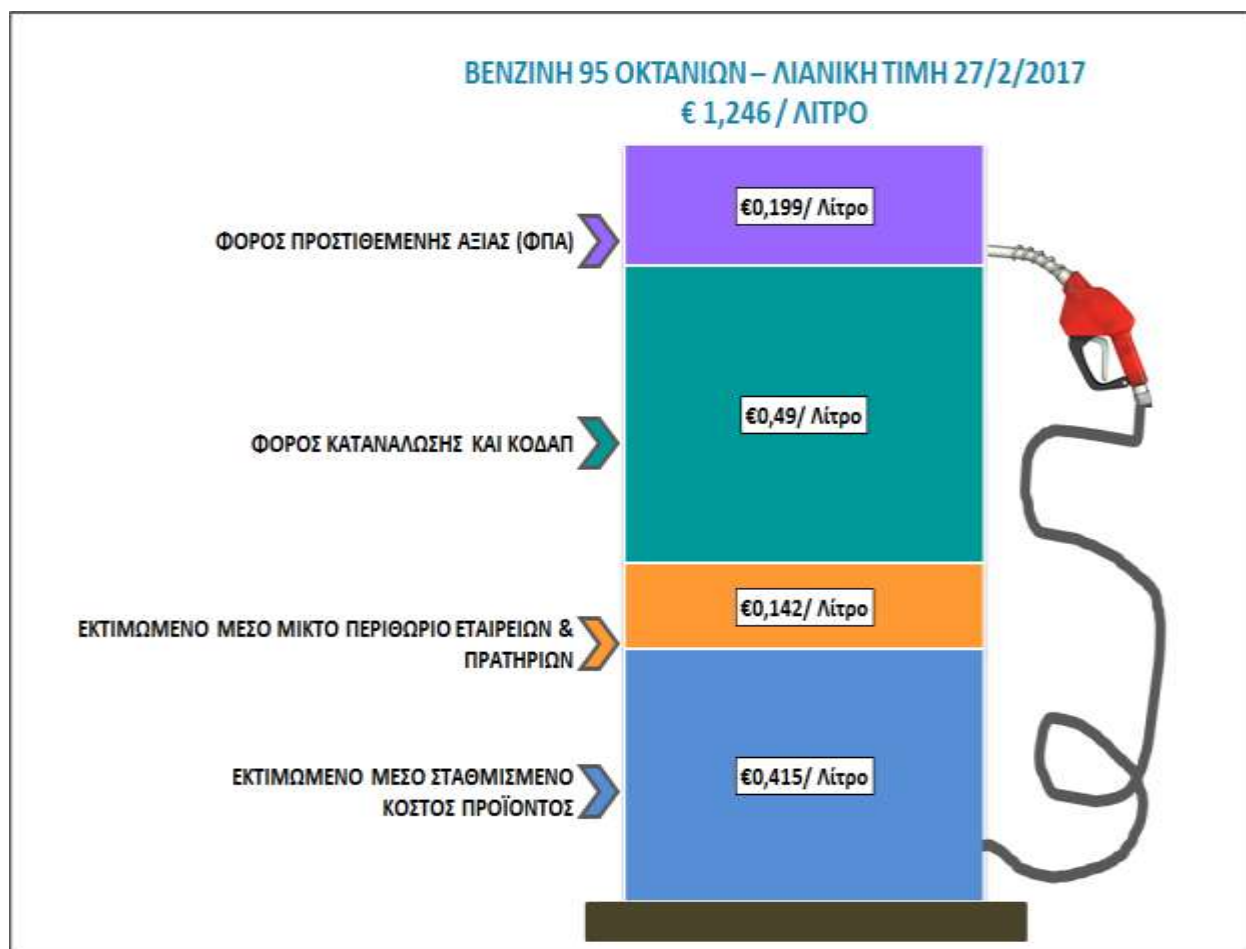 ΒΕΝΖΙΝΗ 95 ΟΚΤΑΝΙΩΝ – ΛΙΑΝΙΚΗ ΤΙΜΗ 27/2/2017
€ 1,246 / ΛΙΤΡΟ
€0,199/ Λίτρο
ΦΟΡΟΣ ΠΡΟΣΤΙΘΕΜΕΝΗΣ ΑΞΙΑΣ (ΦΠΑ)
€0,49/ Λίτρο
ΦΟΡΟΣ ΚΑΤΑΝΑΛΩΣΗΣ ΚΑΙ ΚΟΔΑΠ
€0,142/ Λίτρο
ΕΚΤΙΜΩΜΕΝΟ ΜΕΣΟ ΜΙΚΤΟ ΠΕΡΙΘΩΡΙΟ ΕΤΑΙΡΕΙΩΝ &
ΠΡΑΤΗΡΙΩΝ
€0,415/ Λίτρο
ΕΚΤΙΜΩΜΕΝΟ ΜΕΣΟ ΣΤΑΘΜΙΣΜΕΝΟ
ΚΟΣΤΟΣ ΠΡΟΪΟΝΤΟΣ